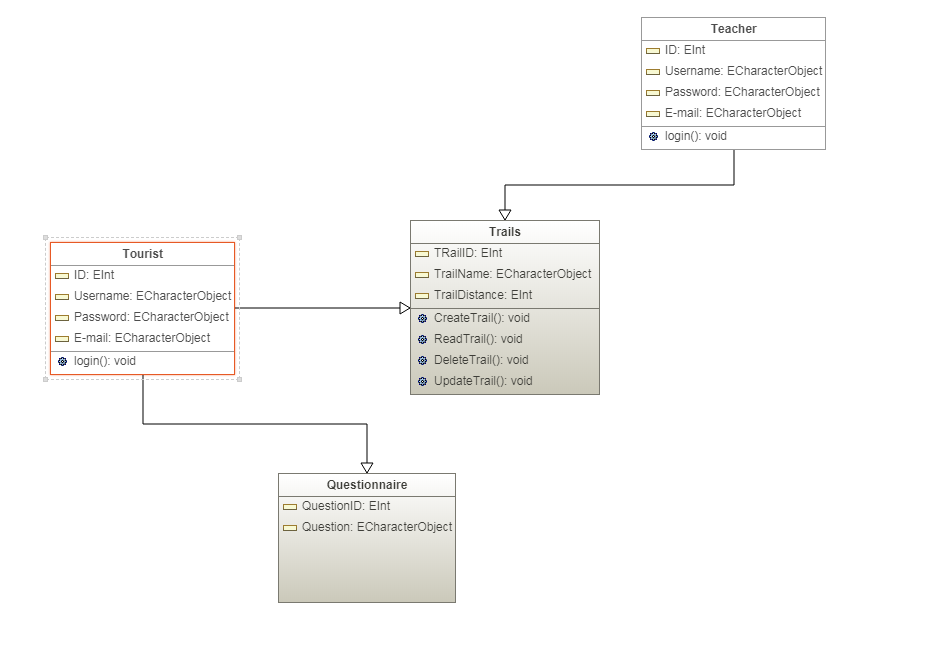 Teacher
ID: EInt
Username: ECharacterObject
Password: ECharacterObject
E-mail: ECharacterObject
login(): void
Trails
TRailID: EInt
TrailName: ECharacterObject
TrailDistance: EInt
CreateTrail(): void
ReadTrail(): void
DeleteTrail(): void
UpdateTrail(): void
Tourist
ID: EInt
Username: ECharacterObject
Password: ECharacterObject
E-mail: ECharacterObject
login(): void
Questionnaire
QuestionID: EInt
Question: ECharacterObject